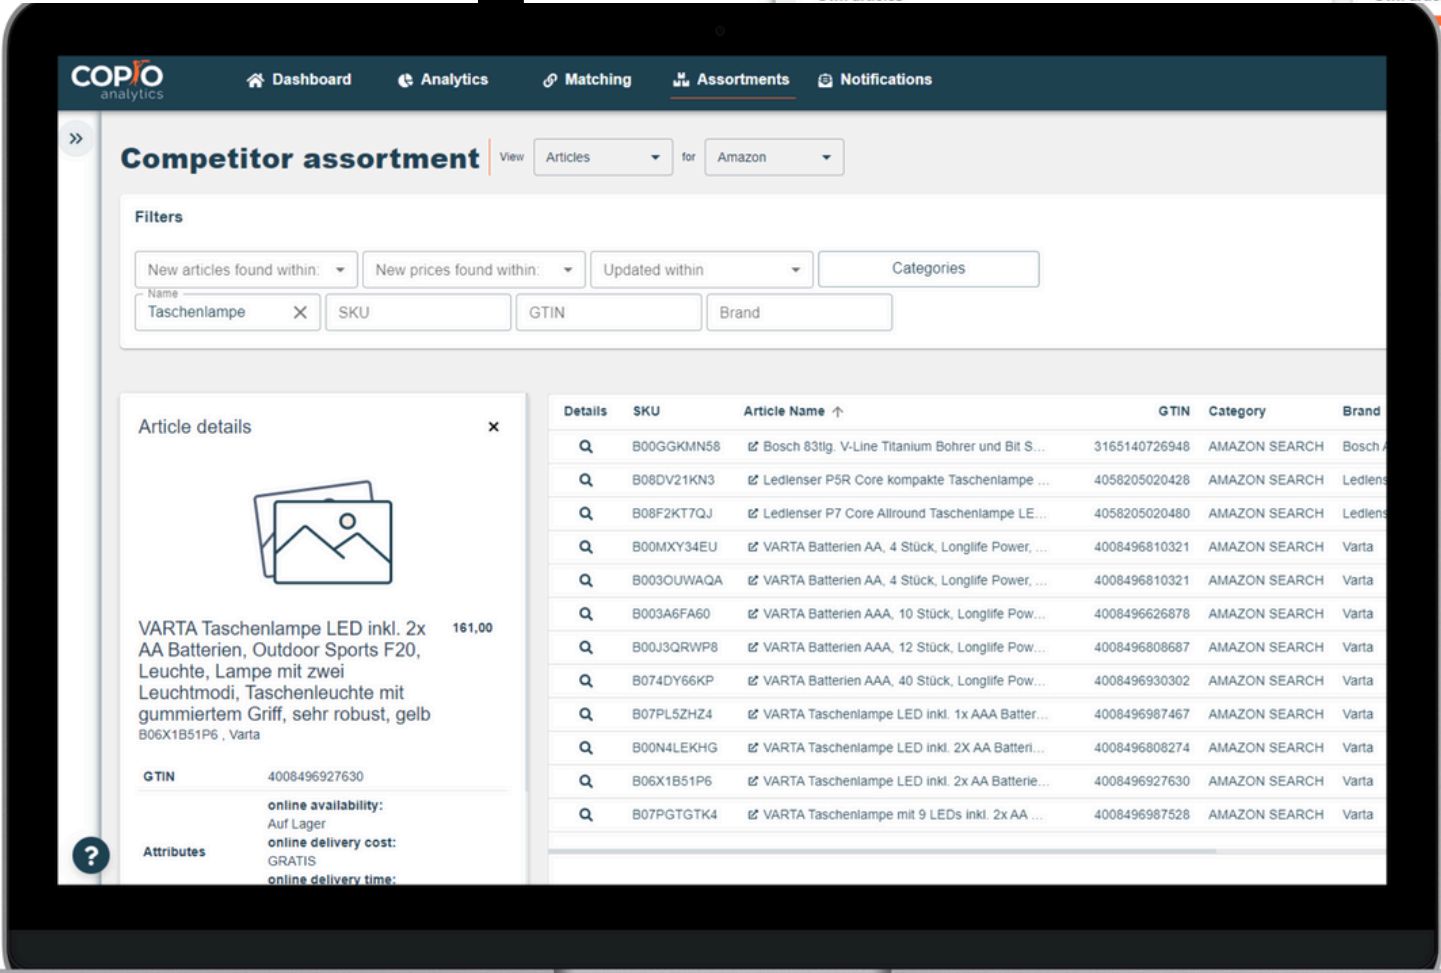 COPIO
analytics
Dashboard
Analytics
Matching
Assortments
Notifications
Competitor assortment
View
Articles
for
Amazon
Filters
New articles found within:
New prices found within:
Updated within
Categories
Name
Taschenlampe
SKU
GTIN
Brand
Article details
VARTA Taschenlampe LED inkl. 2x
AA Batterien, Outdoor Sports F20,
Leuchte, Lampe mit zwei
Leuchtmodi, Taschenleuchte mit
gummiertem Griff, sehr robust, gelb
161,00
B06X1B51P6 , Varta
GTIN 4008496927630
Attributes
online availability:
Auf Lager
online delivery cost:
GRATIS
online delivery time:
?
Details SKU Article Name GTIN Category Brand
B00GGKMN58 Bosch 83tlg. V-Line Titanium Bohrer und Bit S... 3165140726948 AMAZON SEARCH Bosch
B08DV21KN3 Ledlenser P5R Core kompakte Taschenlampe ... 4058205020428 AMAZON SEARCH Ledlens
B08F2KT7QJ Ledlenser P7 Core Allround Taschenlampe LE... 4058205020480 AMAZON SEARCH Ledlens
B00MXY34EU VARTA Batterien AA, 4 Stück, Longlife Power, ... 4008496810321 AMAZON SEARCH Varta
B003OUWAQA VARTA Batterien AA, 4 Stück, Longlife Power, ... 4008496810321 AMAZON SEARCH Varta
B003A6FA60 VARTA Batterien AAA, 10 Stück, Longlife Pow... 4008496626878 AMAZON SEARCH Varta
B00J3QRWP8 VARTA Batterien AAA, 12 Stück, Longlife Pow... 4008496808687 AMAZON SEARCH Varta
B074DY66KP VARTA Batterien AAA, 40 Stück, Longlife Pow... 4008496930302 AMAZON SEARCH Varta
B07PL5ZHZ4 VARTA Taschenlampe LED inkl. 1x AAA Batter... 4008496987467 AMAZON SEARCH Varta
B00N4LEKHG VARTA Taschenlampe LED inkl. 2X AA Batteri... 4008496808274 AMAZON SEARCH Varta
B06X1B51P6 VARTA Taschenlampe LED inkl. 2x AA Batterie... 4008496927630 AMAZON SEARCH Varta
B07PGTGTK4 VARTA Taschenlampe mit 9 LEDs inkl. 2x AA ... 4008496987528 AMAZON SEARCH Varta